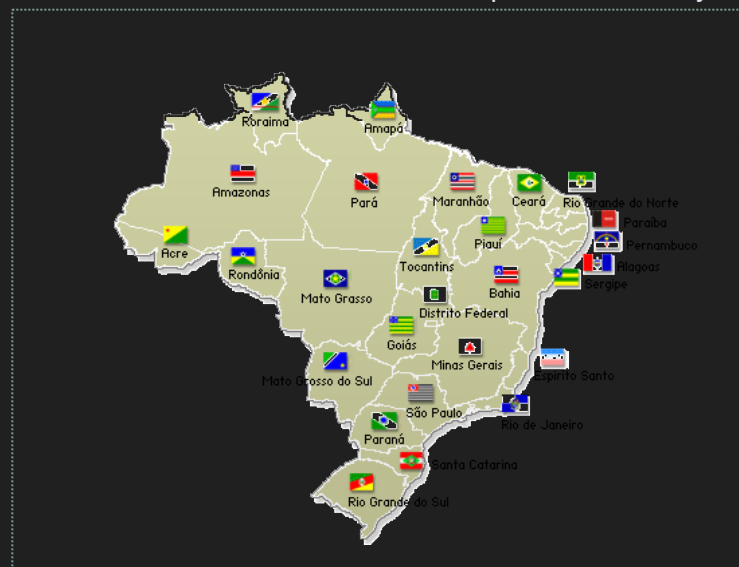 Roraima
Amapá
Amazonas
Pará
Maranhão
Ceará
Rio Grande do Norte
Paraíba
Pernambuco
Piauí
Acre
Rondônia
Tocantins
Alagoas
Sergipe
Mato Grasso
Bahia
Distrito Federal
Goiás
Minas Gerais
Espirito Santo
Mato Grosso do Sul
São Paulo
Rio de Janeiro
Paraná
Santa Catarina
Rio Grande do Sul